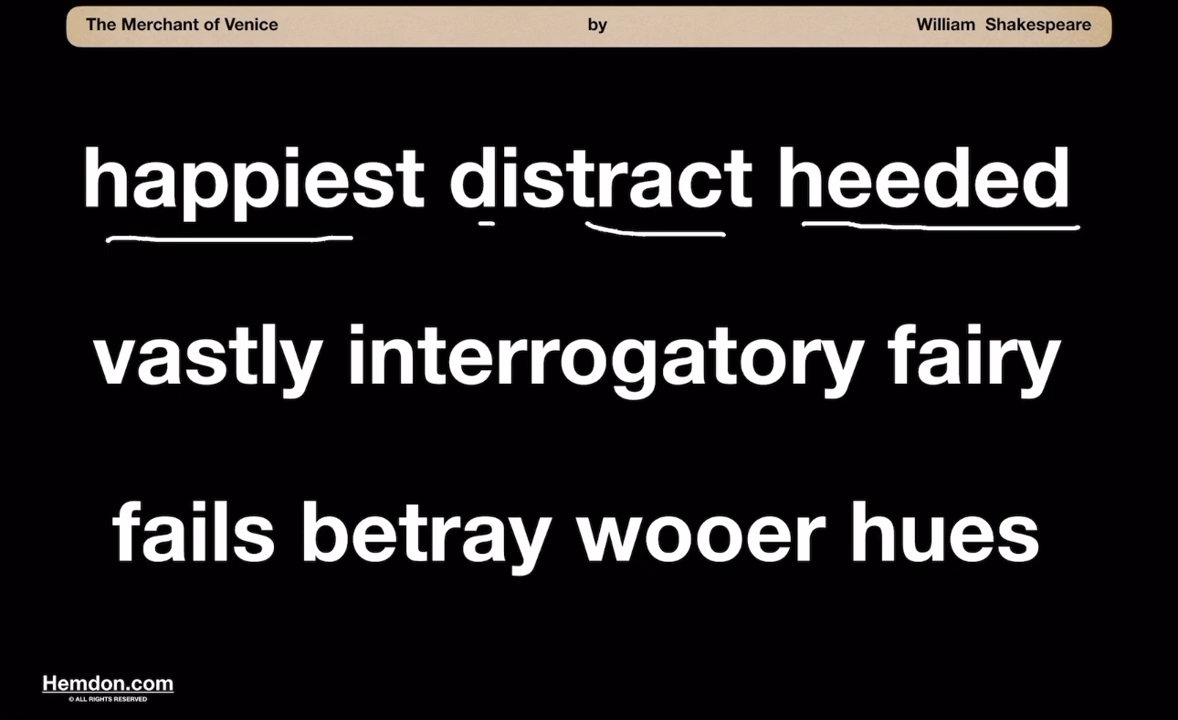 The Merchant of Venice by William Shakespeare
happiest distract heeded
vastly interrogatory fairy
fails betray wooer hues
Hemdon.com
© ALL RIGHTS RESERVED